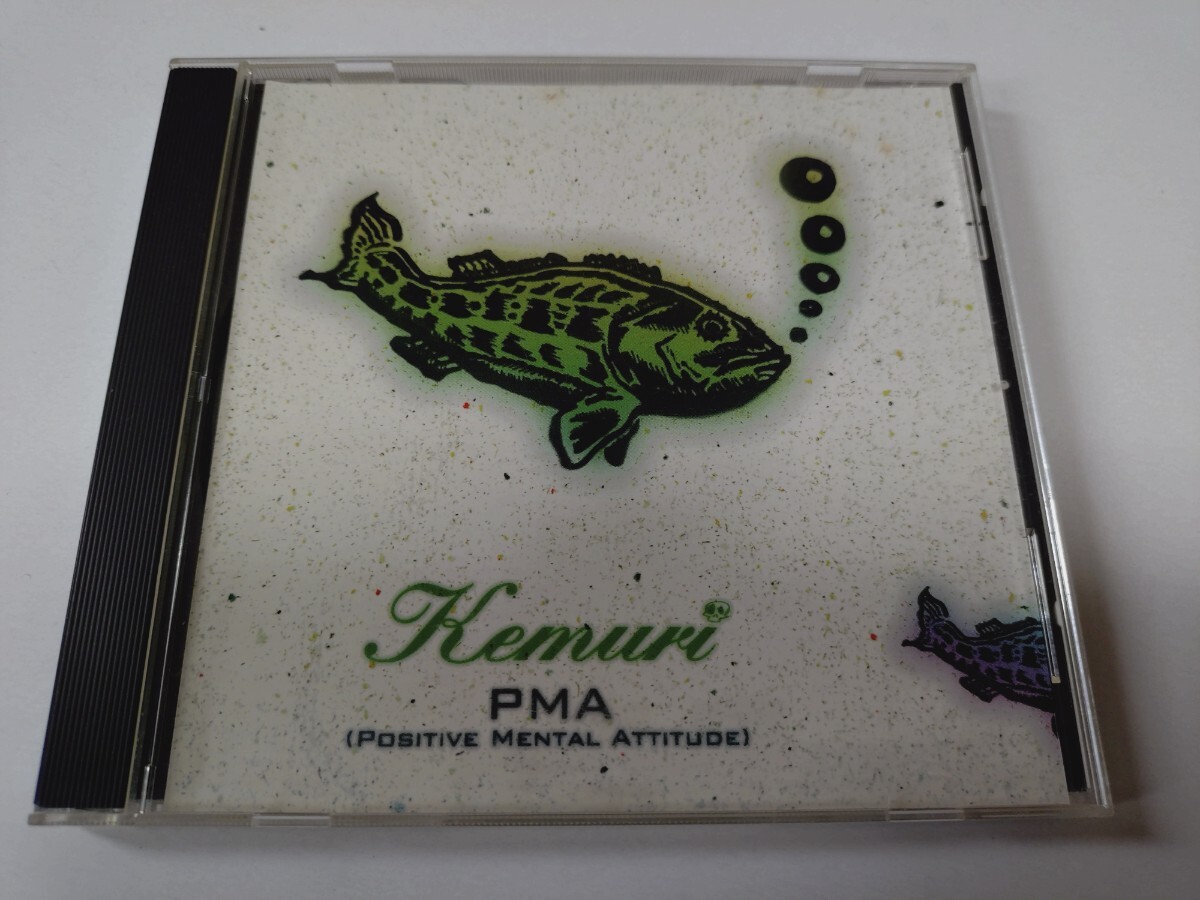 Kemuri
PMA
(POSITIVE MENTAL ATTITUDE)